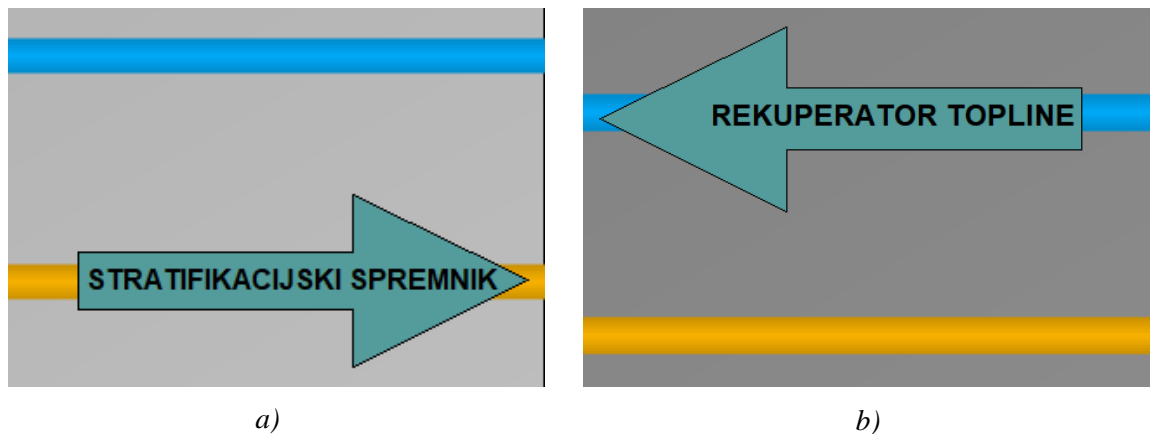 STRATIFIKACIJSKI SPREMNIK
REKUPERATOR TOPLINE
a)
b)